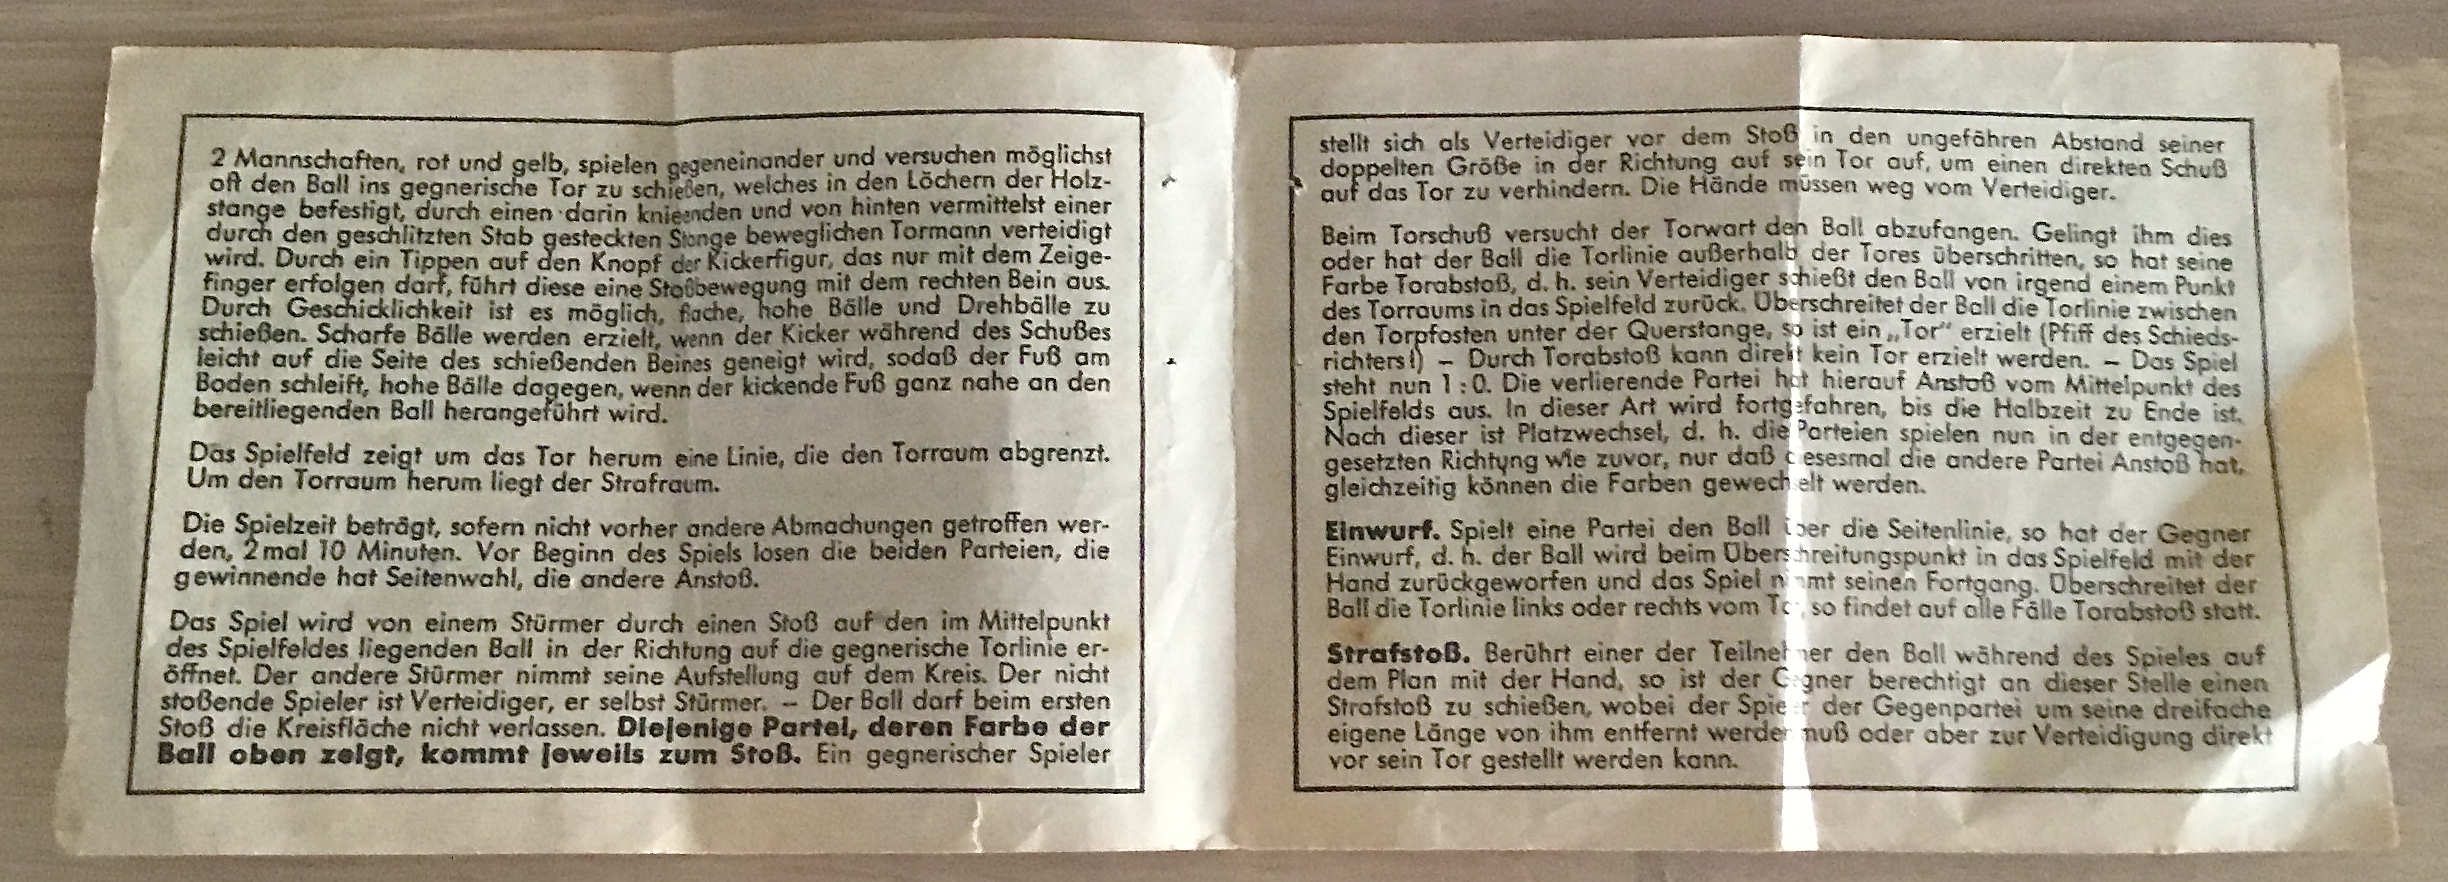 2 Mannschaften, rot und gelb, spielen gegeneinander und versuchen möglichst
oft den Ball ins gegnerische Tor zu schießen, welches in den Löchern der Holz-
stange befestigt, durch einen darin knieenden und von hinten vermittelst einer
durch den geschlitzten Stab gesteckten Stange beweglichen Tormann verteidigt
wird. Durch ein Tippen auf den Knopf der Kickerfigur, das nur mit dem Zeige-
finger erfolgen darf, führt diese eine Stoßbewegung mit dem rechten Bein aus.
Durch Geschicklichkeit ist es möglich, flache, hohe Bälle und Drehbälle zu
schießen. Scharfe Bälle werden erzielt, wenn der Kicker während des Schußes
leicht auf die Seite des schießenden Beines geneigt wird, sodaß der Fuß am
Boden schleift, hohe Bälle dagegen, wenn der kickende Fuß ganz nahe an den
bereitliegenden Ball herangeführt wird.
Das Spielfeld zeigt um das Tor herum eine Linie, die den Torraum abgrenzt.
Um den Torraum herum liegt der Strafraum.
Die Spielzeit beträgt, sofern nicht vorher andere Abmachungen getroffen wer-
den, 2 mal 10 Minuten. Vor Beginn des Spiels losen die beiden Parteien, die
gewinnende hat Seitenwahl, die andere Anstoß.
Das Spiel wird von einem Stürmer durch einen Stoß auf den im Mittelpunkt
des Spielfeldes liegenden Ball in der Richtung auf die gegnerische Torlinie er-
öffnet. Der andere Stürmer nimmt seine Aufstellung auf dem Kreis. Der nicht
stoßende Spieler ist Verteidiger, er selbst Stürmer. – Der Ball darf beim ersten
Stoß die Kreisfläche nicht verlassen. Diejenige Partei, deren Farbe der
Ball oben zeigt, kommt jeweils zum Stoß. Ein gegnerischer Spieler
stellt sich als Verteidiger vor dem Stoß in den ungefähren Abstand seiner
doppelten Größe in der Richtung auf sein Tor auf, um einen direkten Schuß
auf das Tor zu verhindern. Die Hände müssen weg vom Verteidiger.
Beim Torschuß versucht der Torwart den Ball abzufangen. Gelingt ihm dies
oder hat der Ball die Torlinie außerhalb der Tores überschritten, so hat seine
Farbe Torabstoß, d. h. sein Verteidiger schießt den Ball von irgend einem Punkt
des Torraums in das Spielfeld zurück. Überschreitet der Ball die Torlinie zwischen
den Torpfosten unter der Querstange, so ist ein „Tor“ erzielt (Pfiff des Schieds-
richters!) – Durch Torabstoß kann direkt kein Tor erzielt werden. – Das Spiel
steht nun 1 : 0. Die verlierende Partei hat hierauf Anstoß vom Mittelpunkt des
Spielfelds aus. In dieser Art wird fortgefahren, bis die Halbzeit zu Ende ist.
Nach dieser ist Platzwechsel, d. h. die Parteien spielen nun in der entgegen-
gesetzten Richtung wie zuvor, nur daß diesesmal die andere Partei Anstoß hat,
gleichzeitig können die Farben gewechselt werden.
Einwurf. Spielt eine Partei den Ball über die Seitenlinie, so hat der Gegner
Einwurf, d. h. der Ball wird beim Überschreitungspunkt in das Spielfeld mit der
Hand zurückgeworfen und das Spiel nimmt seinen Fortgang. Überschreitet der
Ball die Torlinie links oder rechts vom Tor, so findet auf alle Fälle Torabstoß statt.
Strafstoß. Berührt einer der Teilnehmer den Ball während des Spieles auf
dem Plan mit der Hand, so ist der Gegner berechtigt an dieser Stelle einen
Strafstoß zu schießen, wobei der Spieler der Gegenpartei um seine dreifache
eigene Länge von ihm entfernt werden muß oder aber zur Verteidigung direkt
vor sein Tor gestellt werden kann.